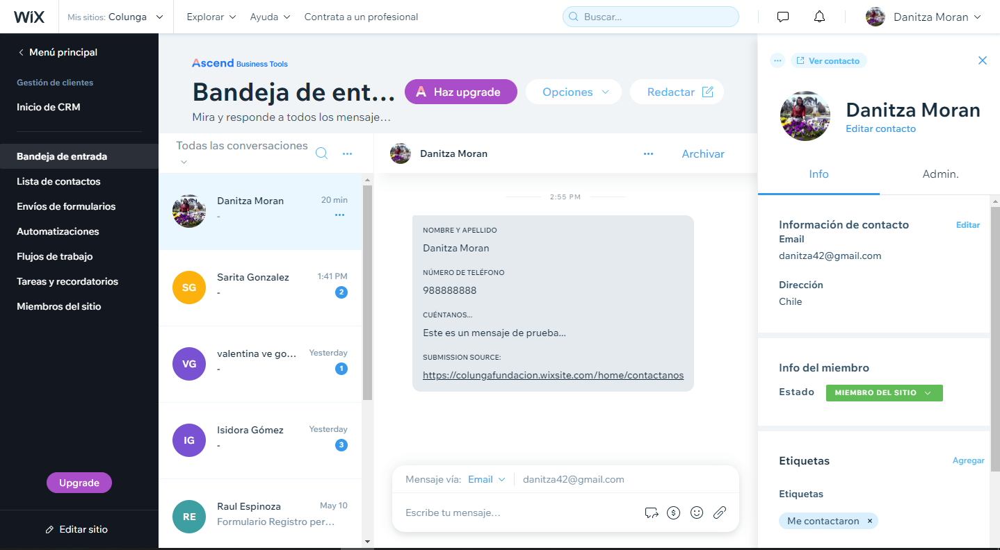 WiX
Mis sitios: Colunga
Explorar
Ayuda
Contrata a un profesional
Buscar...
Danitza Moran
Menú principal
Gestión de clientes
Inicio de CRM
Bandeja de entrada
Lista de contactos
Envíos de formularios
Automatizaciones
Flujos de trabajo
Tareas y recordatorios
Miembros del sitio
Upgrade
Editar sitio
Ascend Business Tools
Bandeja de ent...
Haz upgrade
Opciones
Redactar
Mira y responde a todos los mensaje...
Todas las conversaciones
Danitza Moran
20 min
-
Sarita Gonzalez
1:41 PM
-
2
SG
valentina ve go...
Yesterday
-
1
VG
Isidora Gómez
Yesterday
-
3
IG
Raul Espinoza
May 10
Formulario Registro per...
RE
Danitza Moran
Archivar
2:55 PM
NOMBRE Y APELLIDO
Danitza Moran
NÚMERO DE TELÉFONO
988888888
CUÉNTANOS...
Este es un mensaje de prueba...
SUBMISSION SOURCE:
https://colungafundacion.wixsite.com/home/contactanos
Mensaje vía: Email
danitza42@gmail.com
Escribe tu mensaje...
Ver contacto
Danitza Moran
Editar contacto
Info
Admin.
Información de contacto
Editar
Email
danitza42@gmail.com
Dirección
Chile
Info del miembro
Estado
MIEMBRO DEL SITIO
Etiquetas
Agregar
Etiquetas
Me contactaron ×